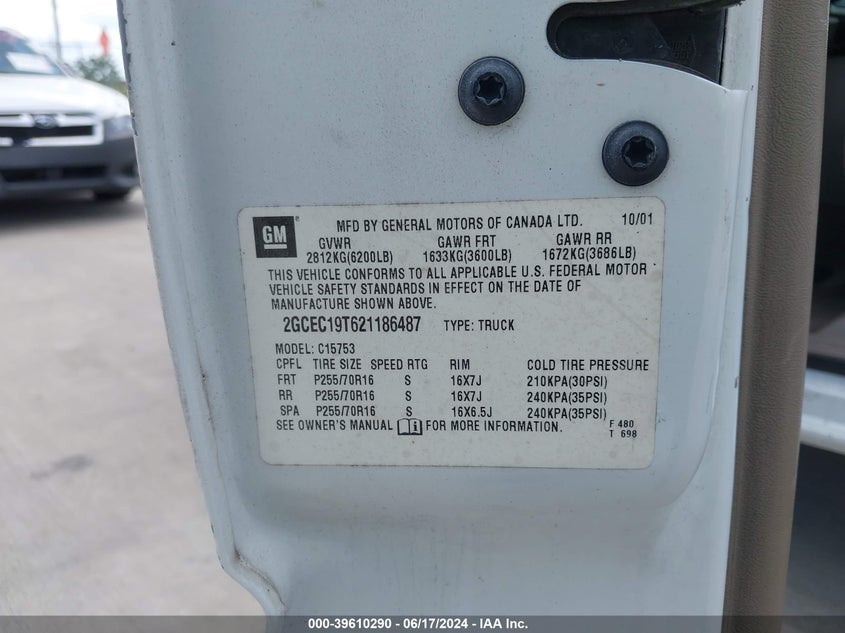 GM
MFD BY GENERAL MOTORS OF CANADA LTD. 10/01
GVWR GAWR FRT GAWR RR
2812KG(6200LB) 1633KG(3600LB) 1672KG(3686LB)
THIS VEHICLE CONFORMS TO ALL APPLICABLE U.S. FEDERAL MOTOR
VEHICLE SAFETY STANDARDS IN EFFECT ON THE DATE OF
MANUFACTURE SHOWN ABOVE.
2GCEC19T621186487 TYPE: TRUCK
MODEL: C15753
CPFL TIRE SIZE SPEED RTG RIM COLD TIRE PRESSURE
FRT P255/70R16 S 16X7J 210KPA(30PSI)
RR P255/70R16 S 16X7J 240KPA(35PSI)
SPA P255/70R16 S 16X6.5J 240KPA(35PSI)
SEE OWNER'S MANUAL FOR MORE INFORMATION.
F 480
T 698
000-39610290 - 06/17/2024 - IAA Inc.